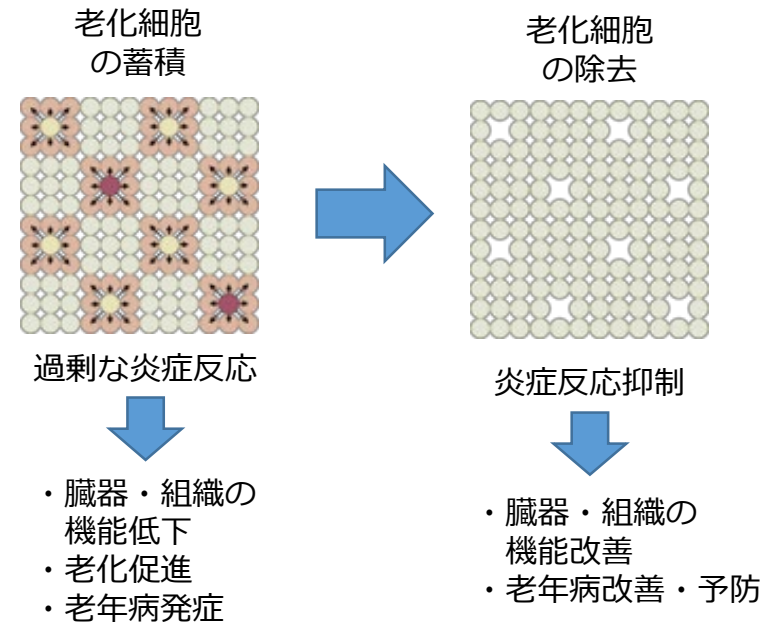 老化細胞
の蓄積
過剰な炎症反応
・臓器・組織の
機能低下
・老化促進
・老年病発症
老化細胞
の除去
炎症反応抑制
・臓器・組織の
機能改善
・老年病改善・予防